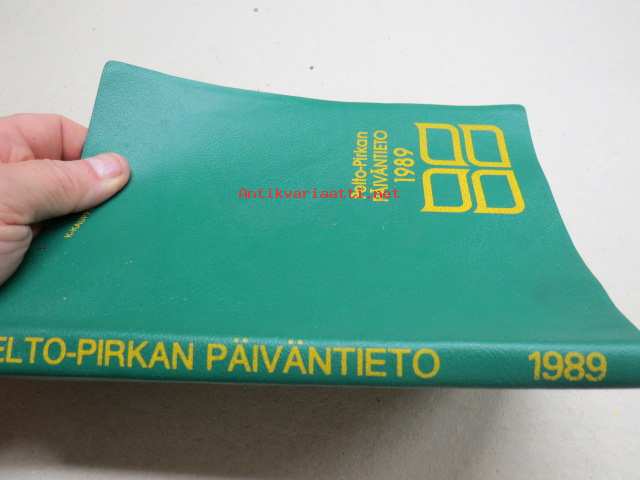 Pelto-Pirkan
PÄIVÄNTIETO
1989
Antikvariaatti.net
ELTO-PIRKAN PÄIVÄNTIETO 1989